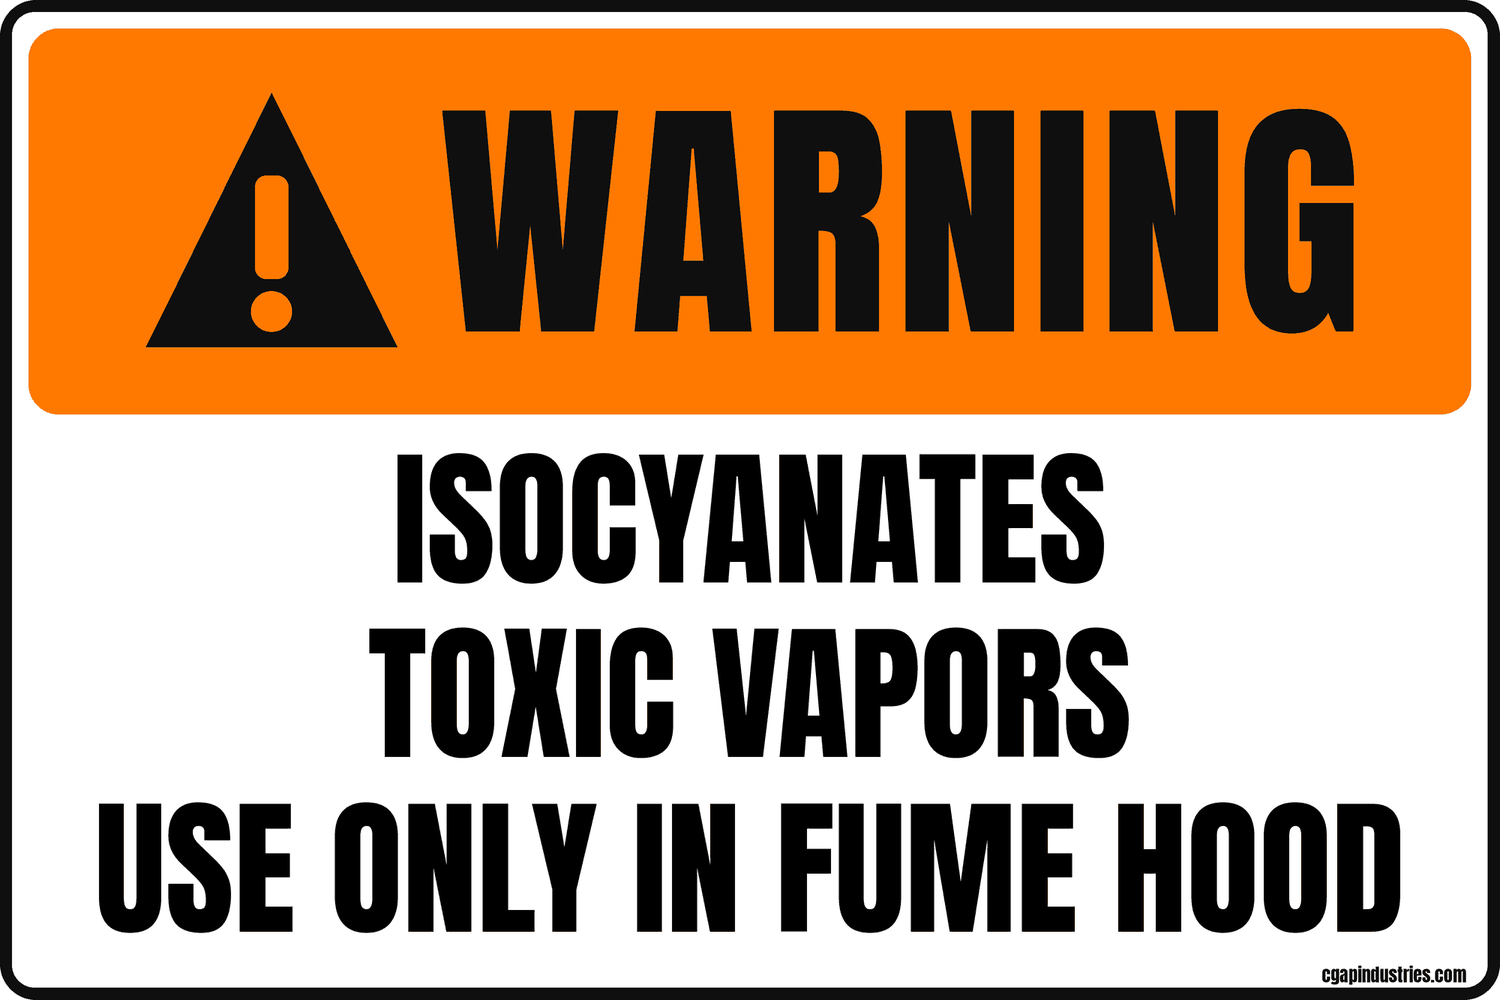 WARNING
ISOCYANATES
TOXIC VAPORS
USE ONLY IN FUME HOOD
cgapindustries.com